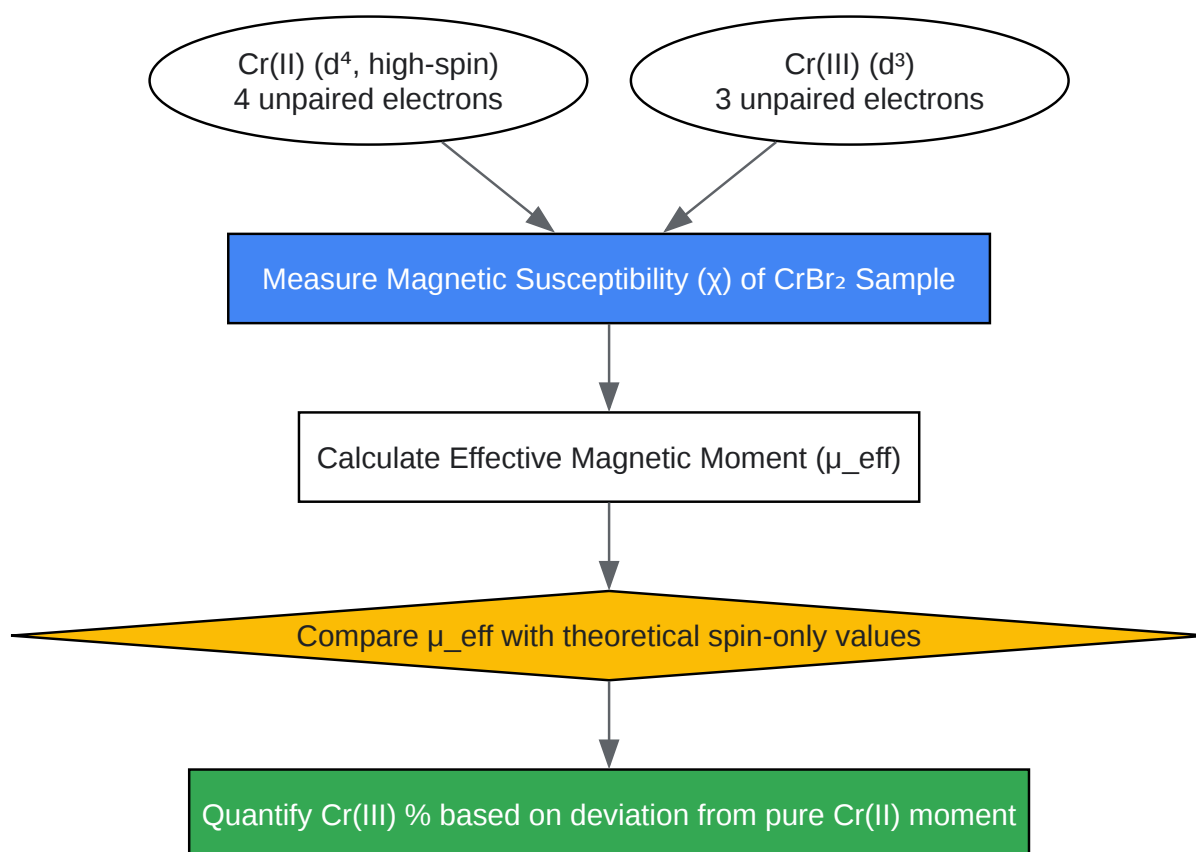 Cr(II) (d⁴, high-spin)
4 unpaired electrons
Cr(III) (d³)
3 unpaired electrons
Measure Magnetic Susceptibility (χ) of CrBr₂ Sample
Calculate Effective Magnetic Moment (μ_eff)
Compare μ_eff with theoretical spin-only values
Quantify Cr(III) % based on deviation from pure Cr(II) moment